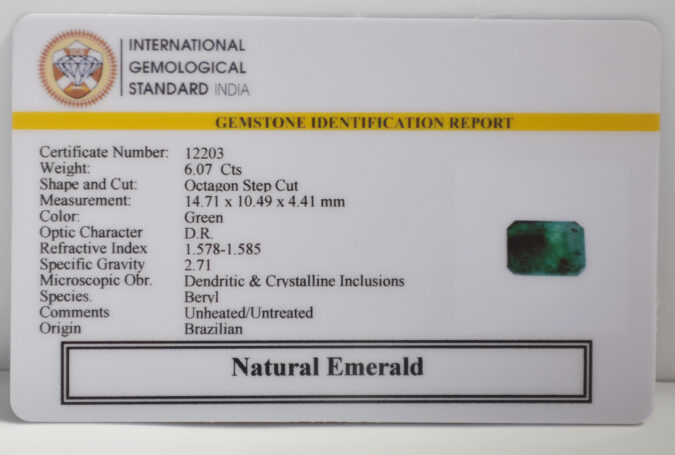 IGS
INTERNATIONAL
GEMOLOGICAL
STANDARD INDIA
GEMSTONE IDENTIFICATION REPORT
Certificate Number: 12203
Weight: 6.07 Cts
Shape and Cut: Octagon Step Cut
Measurement: 14.71 x 10.49 x 4.41 mm
Color: Green
Optic Character D.R.
Refractive Index 1.578-1.585
Specific Gravity 2.71
Microscopic Obr. Dendritic & Crystalline Inclusions
Species. Beryl
Comments Unheated/Untreated
Origin Brazilian
Natural Emerald